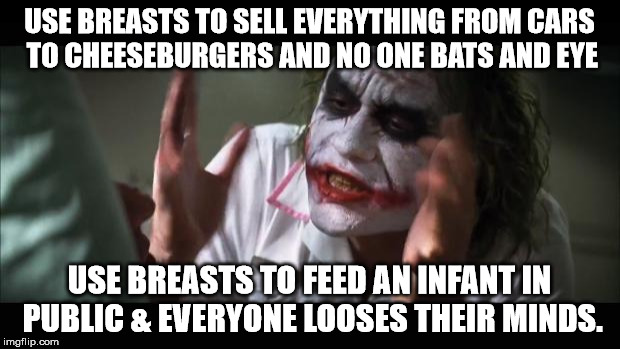 USE BREASTS TO SELL EVERYTHING FROM CARS
TO CHEESEBURGERS AND NO ONE BATS AND EYE
USE BREASTS TO FEED AN INFANT IN
PUBLIC & EVERYONE LOOSES THEIR MINDS.
imgflip.com